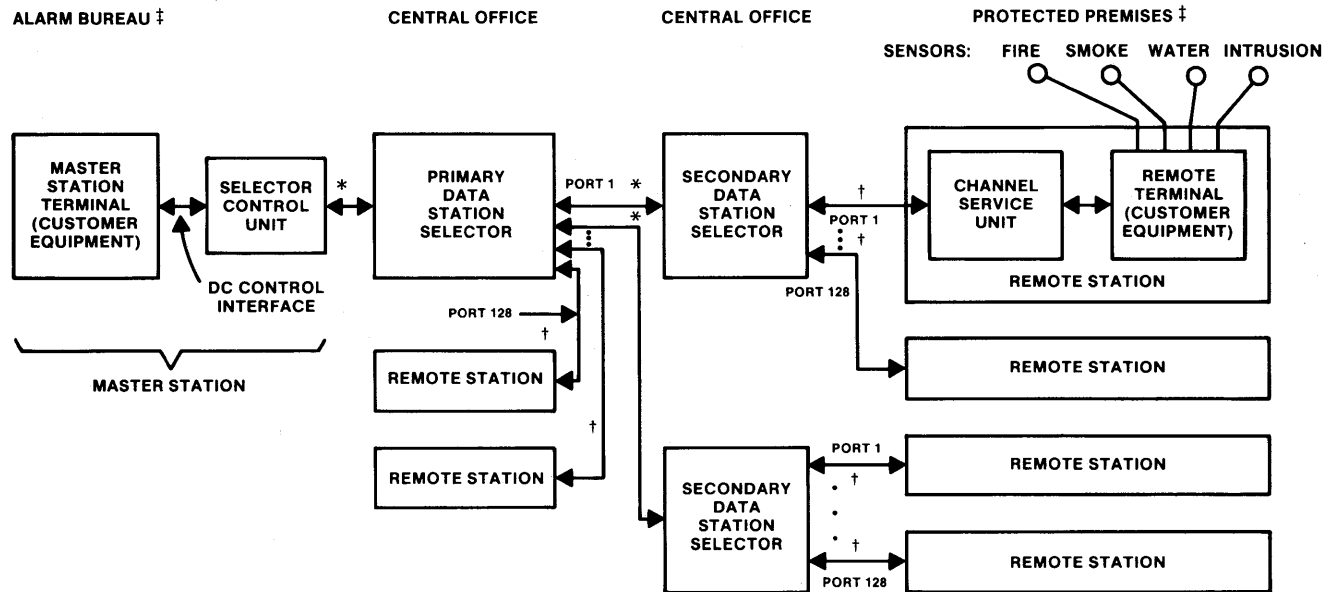 ALARM BUREAU ‡
CENTRAL OFFICE
CENTRAL OFFICE
PROTECTED PREMISES ‡
SENSORS: FIRE SMOKE WATER INTRUSION
MASTER
STATION
TERMINAL
(CUSTOMER
EQUIPMENT)
SELECTOR
CONTROL
UNIT
*
PRIMARY
DATA
STATION
SELECTOR
PORT 1 *
*
SECONDARY
DATA
STATION
SELECTOR
†
PORT 1
†
PORT 128
CHANNEL
SERVICE
UNIT
REMOTE
TERMINAL
(CUSTOMER
EQUIPMENT)
REMOTE STATION
DC CONTROL
INTERFACE
MASTER STATION
PORT 128
†
REMOTE STATION
†
REMOTE STATION
REMOTE STATION
SECONDARY
DATA
STATION
SELECTOR
PORT 1
†
REMOTE STATION
†
PORT 128
REMOTE STATION